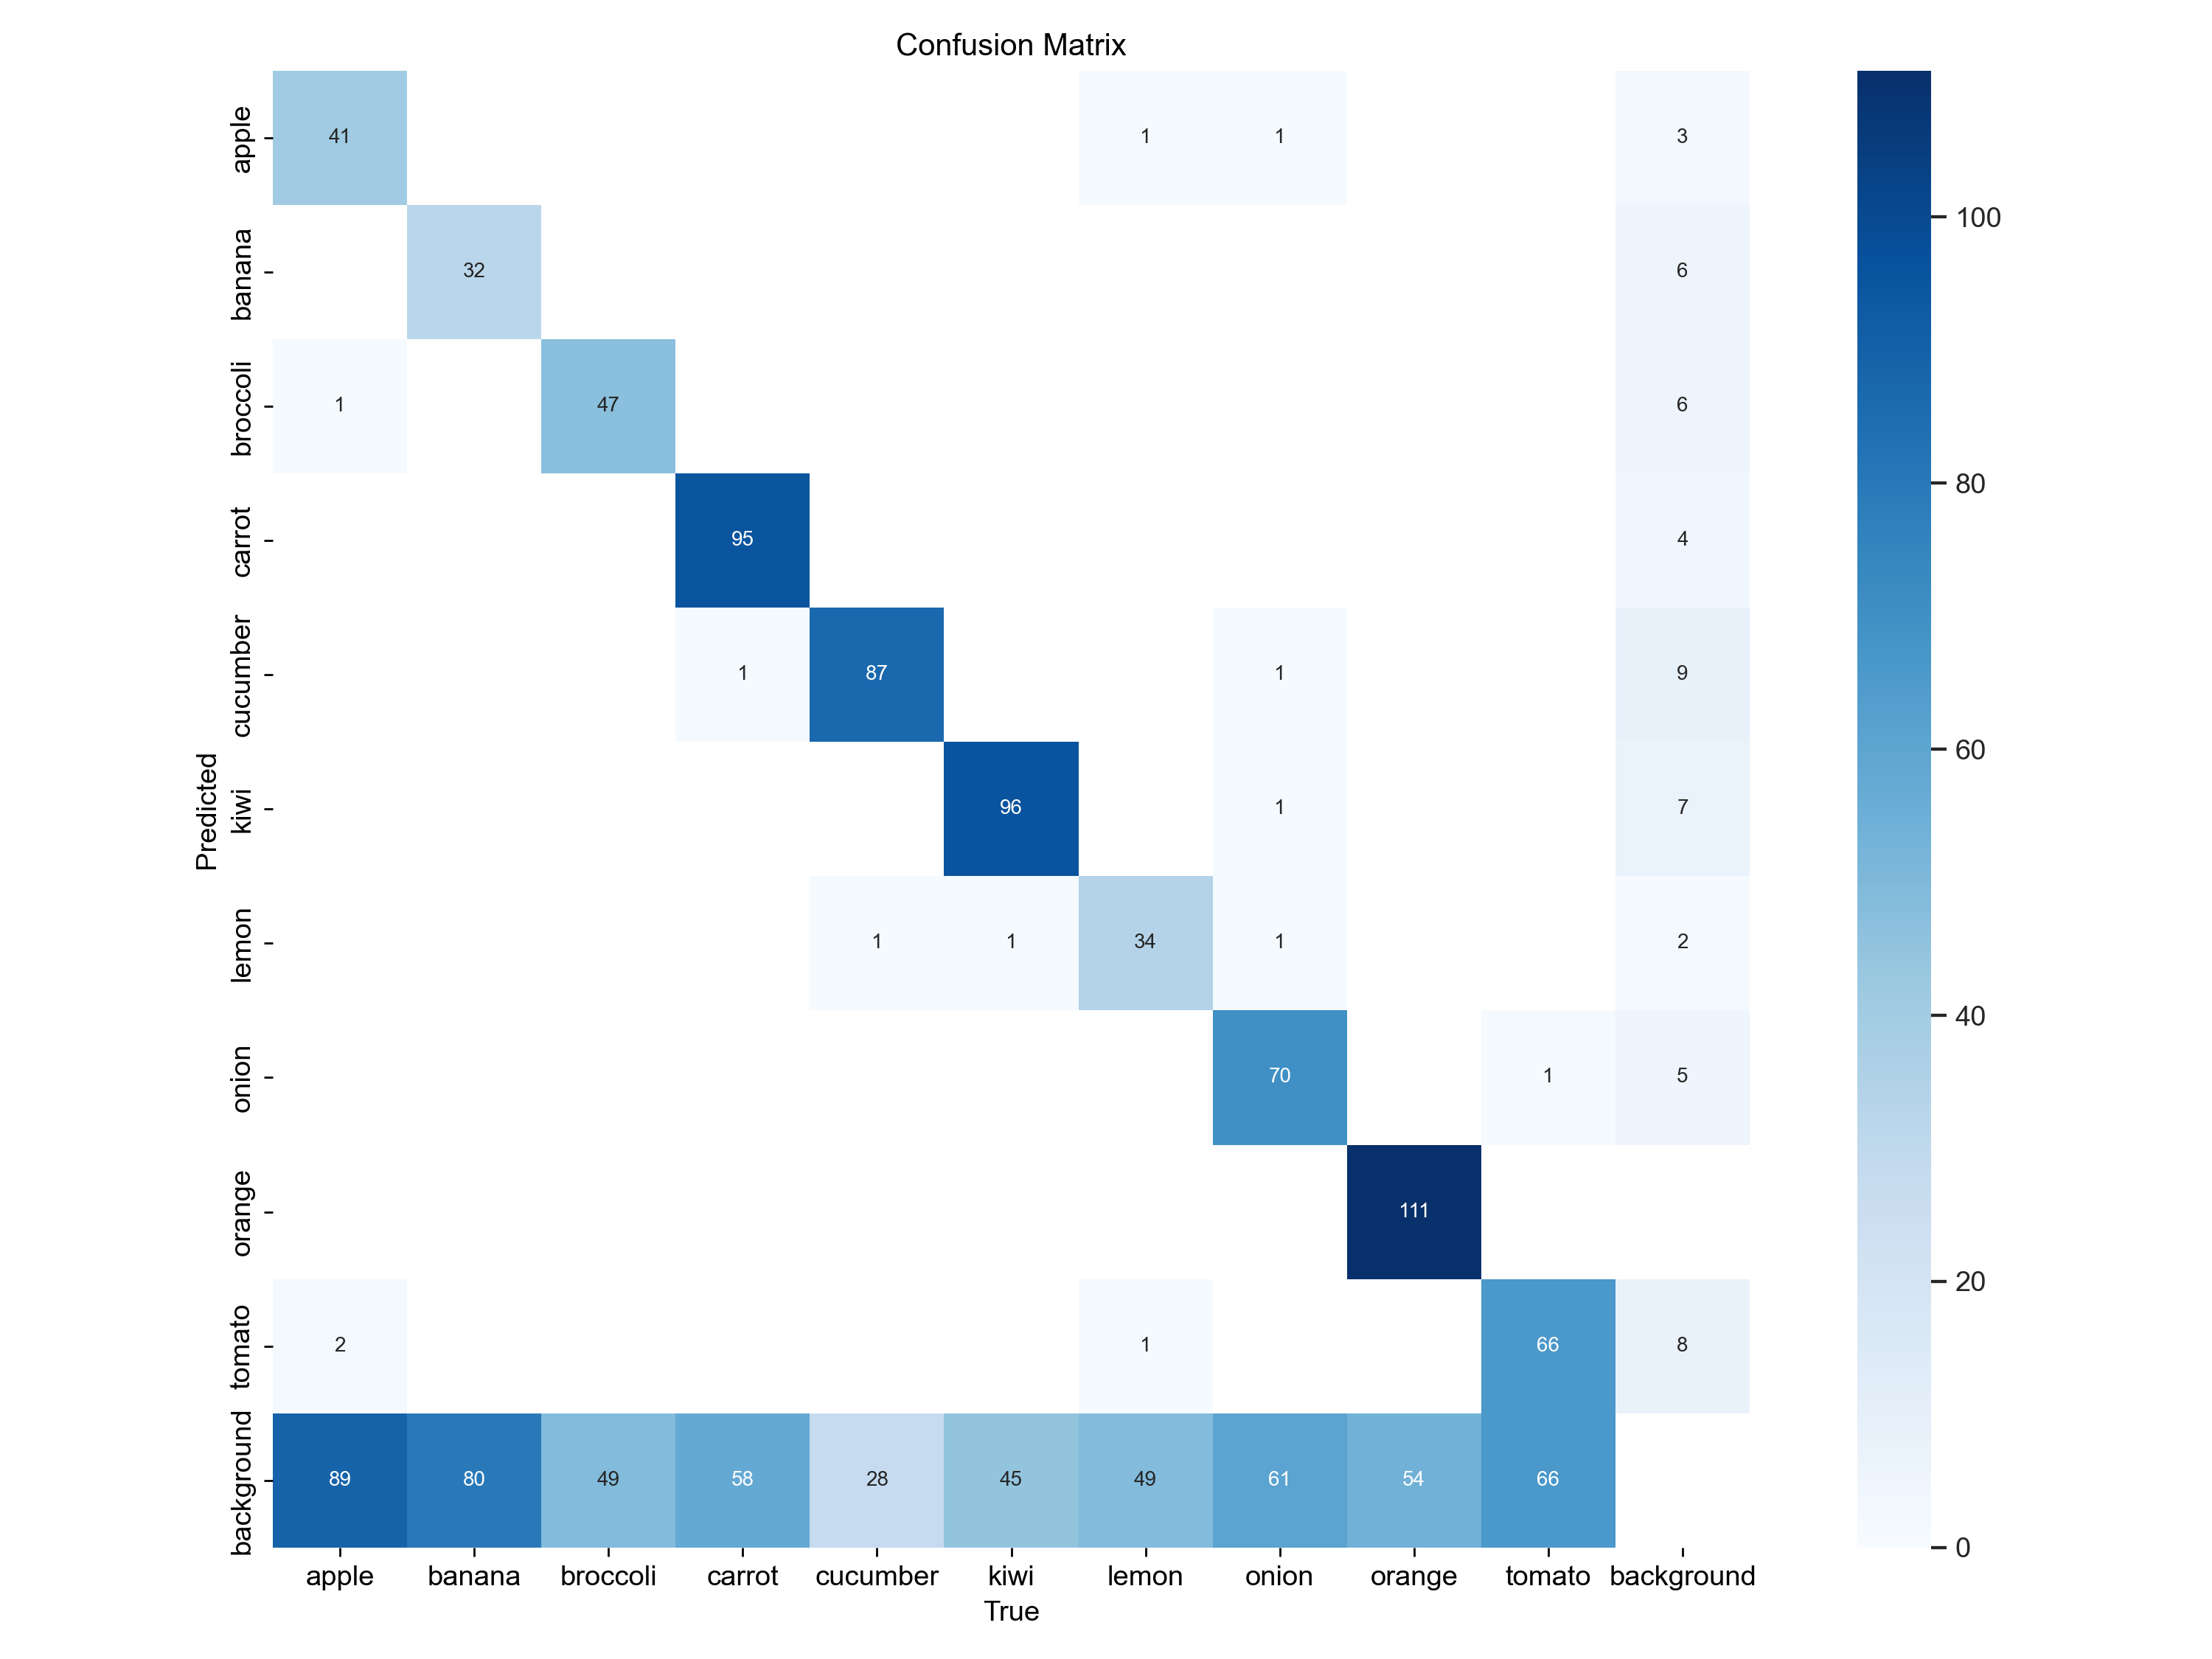 Confusion Matrix
apple 41 1 1 3
banana 32 6
broccoli 1 47 6
carrot 95 4
cucumber 1 87 1 9
kiwi 96 1 7
lemon 1 1 34 1 2
onion 70 1 5
orange 111
tomato 2 1 66 8
background 89 80 49 58 28 45 49 61 54 66
Predicted
apple banana broccoli carrot cucumber kiwi lemon onion orange tomato background
True
100
80
60
40
20
0